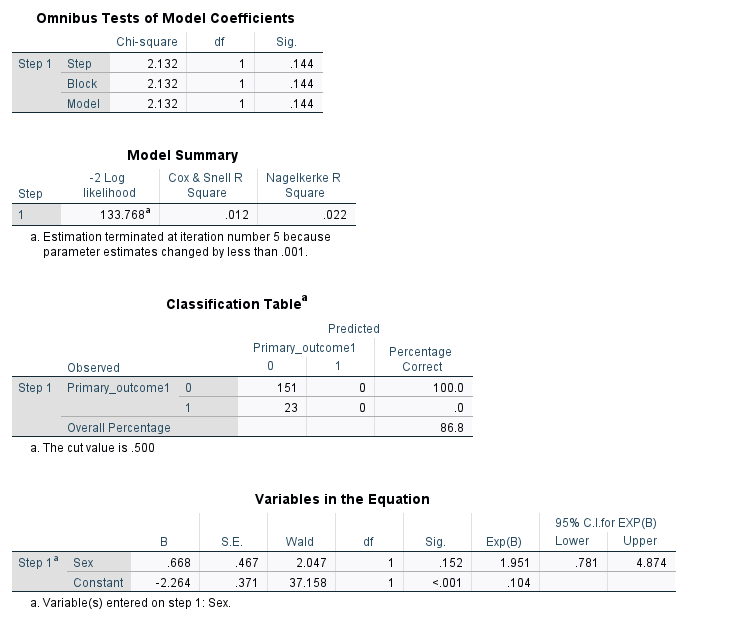 Omnibus Tests of Model Coefficients
Chi-square df Sig.
Step 1 Step 2.132 1 .144
Block 2.132 1 .144
Model 2.132 1 .144
Model Summary
-2 Log Cox & Snell R Nagelkerke R
Step likelihood Square Square
1 133.768a .012 .022
a. Estimation terminated at iteration number 5 because
parameter estimates changed by less than .001.
Classification Tablea
Predicted
Primary_outcome1 Percentage
Observed 0 1 Correct
Step 1 Primary_outcome1 0 151 0 100.0
1 23 0 .0
Overall Percentage 86.8
a. The cut value is .500
Variables in the Equation
95% C.I.for EXP(B)
B S.E. Wald df Sig. Exp(B) Lower Upper
Step 1a Sex .668 .467 2.047 1 .152 1.951 .781 4.874
Constant -2.264 .371 37.158 1 <.001 .104
a. Variable(s) entered on step 1: Sex.